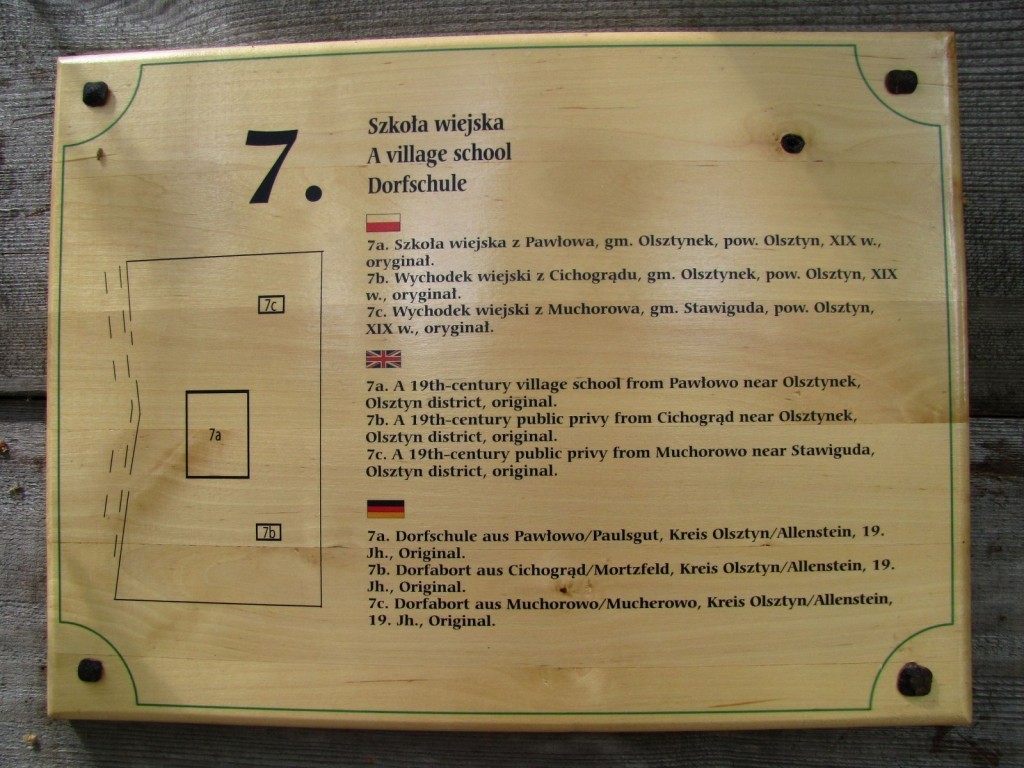 7.
Szkoła wiejska
A village school
Dorfschule
7a. Szkoła wiejska z Pawłowa, gm. Olsztynek, pow. Olsztyn, XIX w.,
oryginał.
7b. Wychodek wiejski z Cichogrądu, gm. Olsztynek, pow. Olsztyn, XIX
w., oryginał.
7c. Wychodek wiejski z Muchorowa, gm. Stawiguda, pow. Olsztyn,
XIX w., oryginał.
7a. A 19th-century village school from Pawłowo near Olsztynek,
Olsztyn district, original.
7b. A 19th-century public privy from Cichogrąd near Olsztynek,
Olsztyn district, original.
7c. A 19th-century public privy from Muchorowo near Stawiguda,
Olsztyn district, original.
7a. Dorfschule aus Pawłowo/Paulsgut, Kreis Olsztyn/Allenstein, 19.
Jh., Original.
7b. Dorfabort aus Cichogrąd/Mortzfeld, Kreis Olsztyn/Allenstein, 19.
Jh., Original.
7c. Dorfabort aus Muchorowo/Mucherowo, Kreis Olsztyn/Allenstein,
19. Jh., Original.
7c
7a
7b